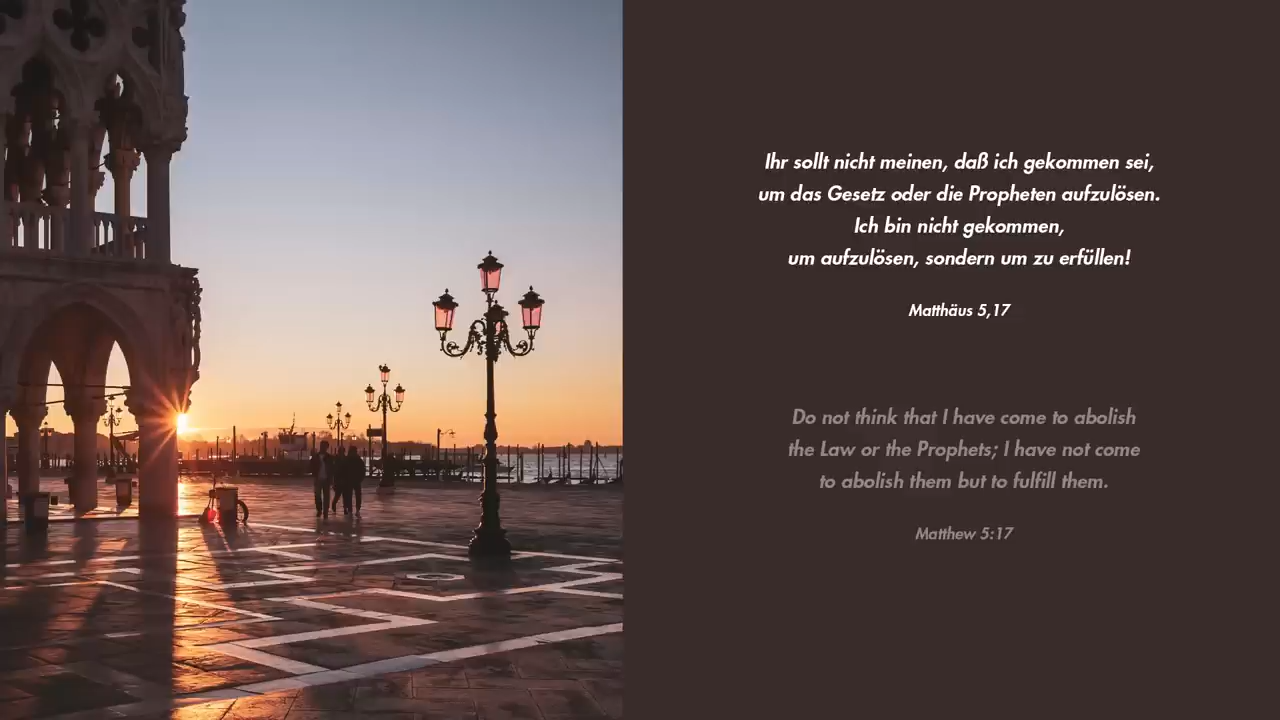 Ihr sollt nicht meinen, daß ich gekommen sei,
um das Gesetz oder die Propheten aufzulösen.
Ich bin nicht gekommen,
um aufzulösen, sondern um zu erfüllen!
Matthäus 5,17
Do not think that I have come to abolish
the Law or the Prophets; I have not come
to abolish them but to fulfill them.
Matthew 5:17